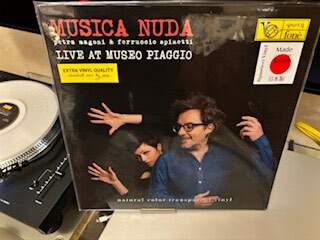 MUSICA NUDA
petra magoni & ferruccio spinetti
LIVE AT MUSEO PIAGGIO
EXTRA VINYL QUALITY
fonè
Made
natural color transparent vinyl